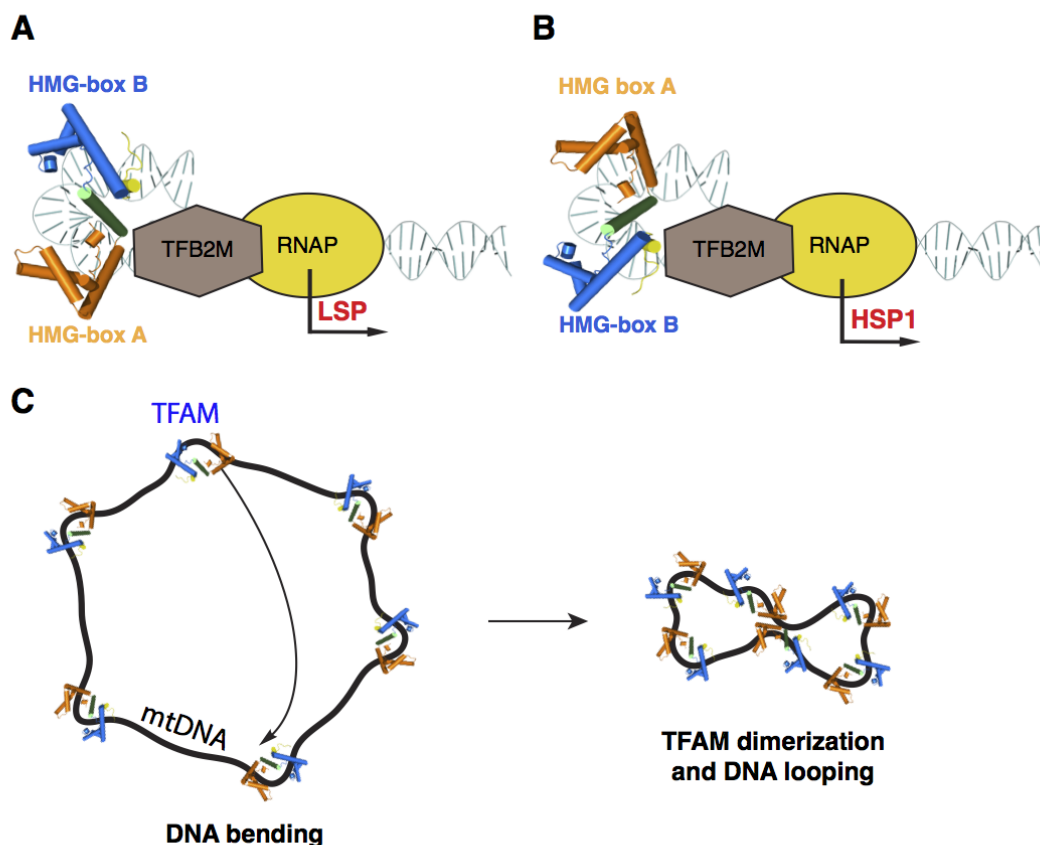 A
HMG-box B
TFB2M
RNAP
LSP
HMG-box A
B
HMG box A
TFB2M
RNAP
HSP1
HMG-box B
C
TFAM
mtDNA
DNA bending
TFAM dimerization
and DNA looping